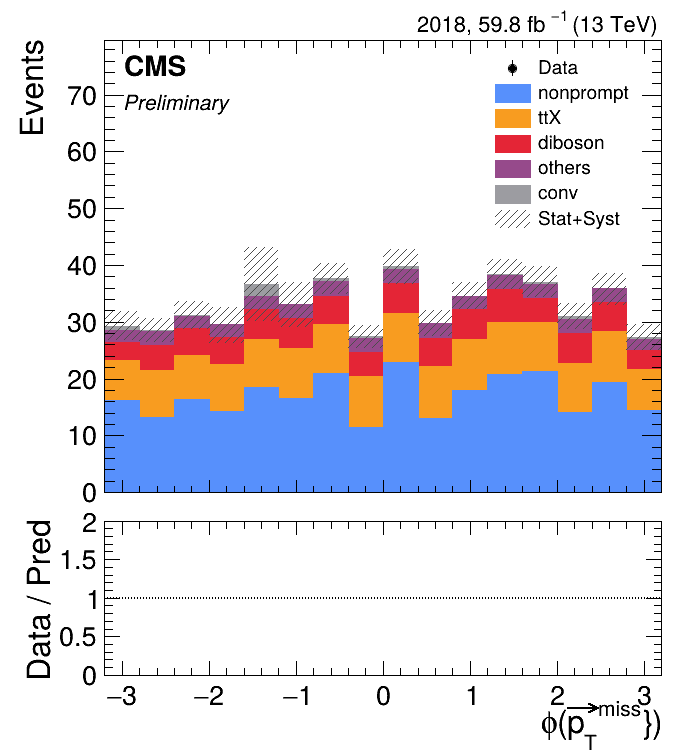 2018, 59.8 fb⁻¹ (13 TeV)
CMS
Preliminary
Data
nonprompt
ttX
diboson
others
conv
Stat+Syst
Events
70
60
50
40
30
20
10
0
Data / Pred
2
1.5
1
0.5
0
−3 −2 −1 0 1 2 3
ϕ(p_T^miss})